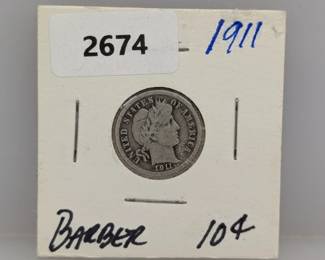 2674
1911
UNITED STATES OF AMERICA
1911
BARBER 10¢